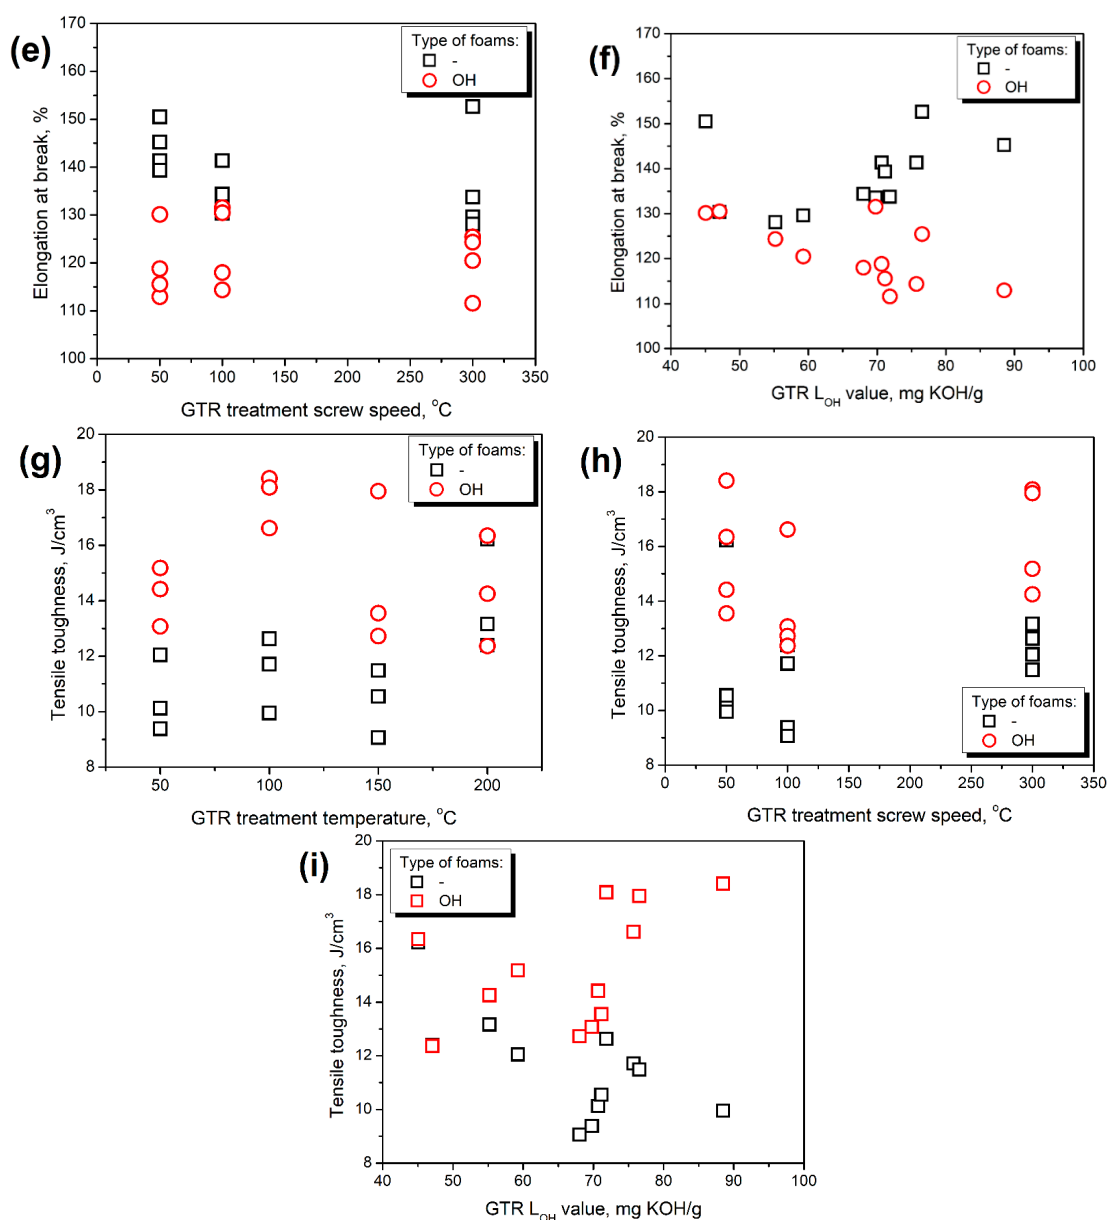 (e)
170
160
150
140
130
120
110
100
Elongation at break, %
Type of foams:
-
OH
0 50 100 150 200 250 300 350
GTR treatment screw speed, °C
(f)
170
160
150
140
130
120
110
100
Elongation at break, %
Type of foams:
-
OH
40 50 60 70 80 90 100
GTR L_OH value, mg KOH/g
(g)
20
18
16
14
12
10
8
Tensile toughness, J/cm³
Type of foams:
-
OH
50 100 150 200
GTR treatment temperature, °C
(h)
20
18
16
14
12
10
8
Tensile toughness, J/cm³
Type of foams:
-
OH
0 50 100 150 200 250 300 350
GTR treatment screw speed, °C
(i)
20
18
16
14
12
10
8
Tensile toughness, J/cm³
Type of foams:
-
OH
40 50 60 70 80 90 100
GTR L_OH value, mg KOH/g